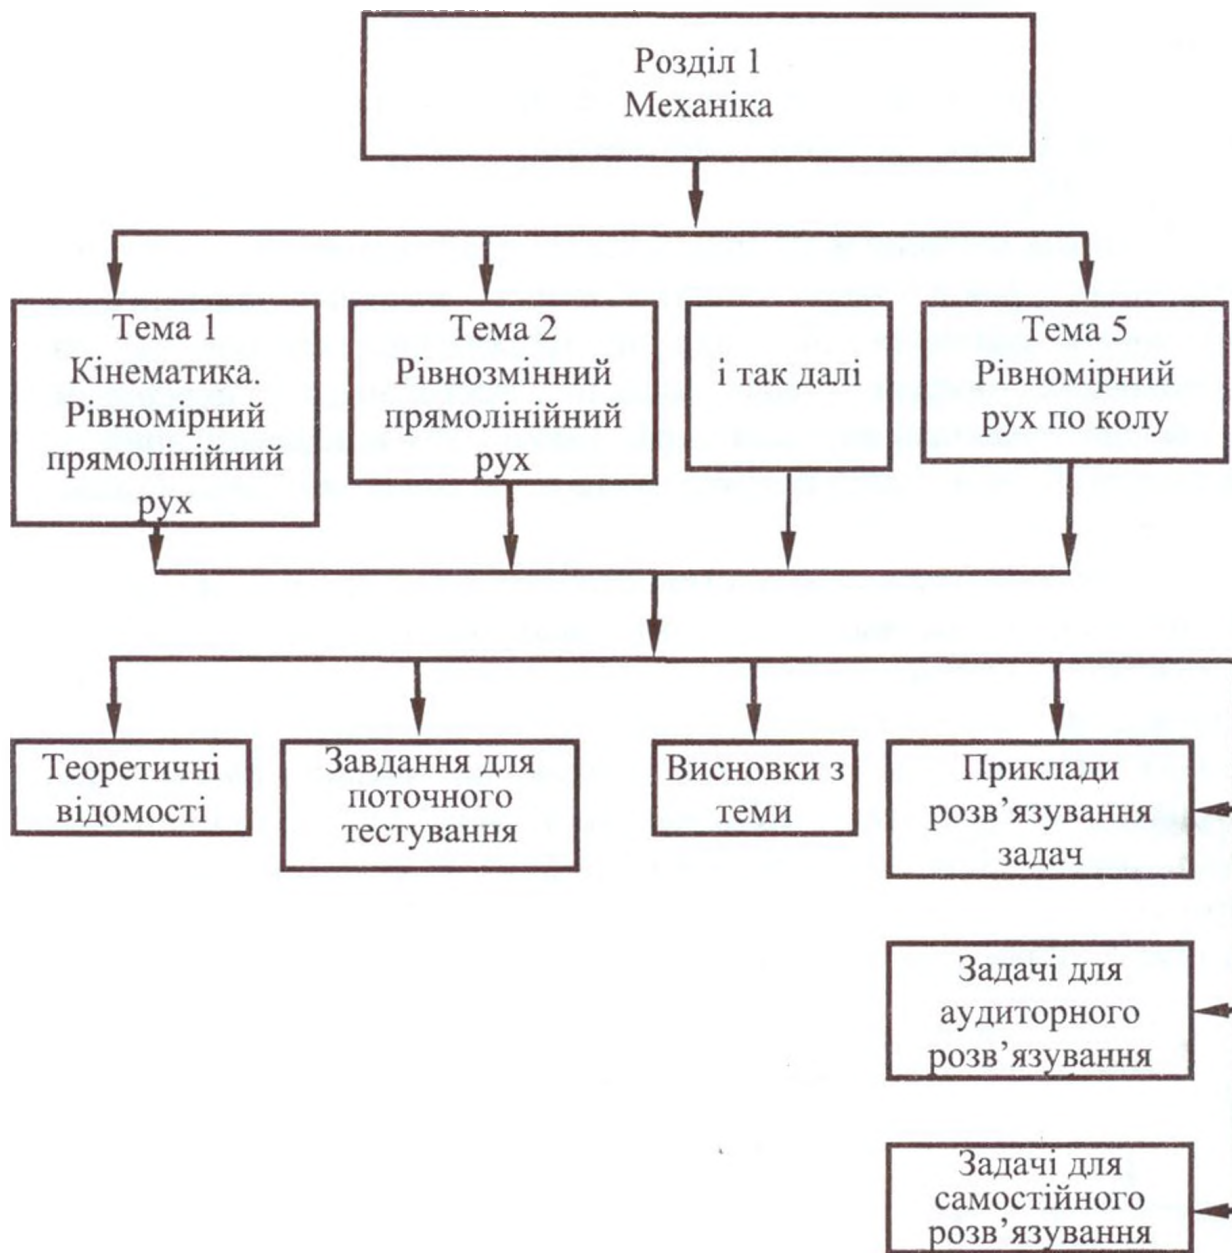 Розділ 1
Механіка
Тема 1
Кінематика.
Рівномірний
прямолінійний
рух
Тема 2
Рівнозмінний
прямолінійний
рух
і так далі
Тема 5
Рівномірний
рух по колу
Теоретичні
відомості
Завдання для
поточного
тестування
Висновки з
теми
Приклади
розв’язування
задач
Задачі для
аудиторного
розв’язування
Задачі для
самостійного
розв’язування